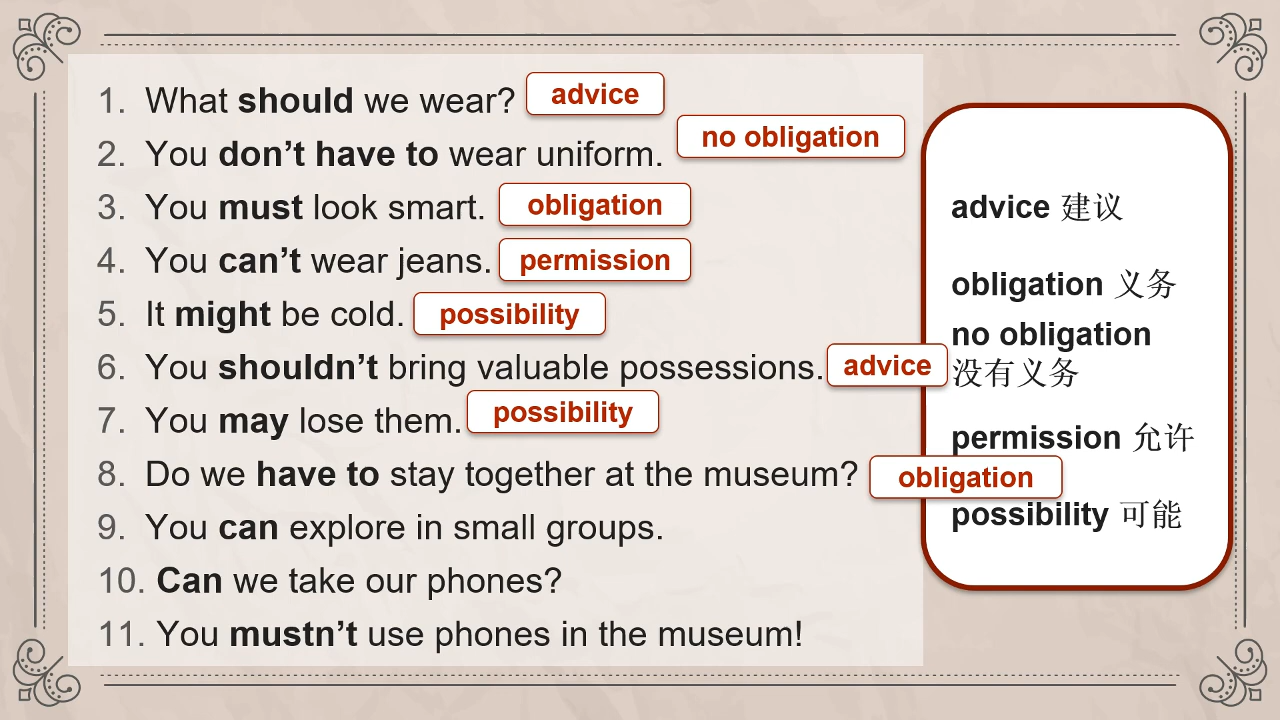 1. What should we wear? advice
2. You don't have to wear uniform. no obligation
3. You must look smart. obligation
4. You can't wear jeans. permission
5. It might be cold. possibility
6. You shouldn't bring valuable possessions. advice
7. You may lose them. possibility
8. Do we have to stay together at the museum? obligation
9. You can explore in small groups.
10. Can we take our phones?
11. You mustn't use phones in the museum!
advice 建议
obligation 义务
no obligation
没有义务
permission 允许
possibility 可能